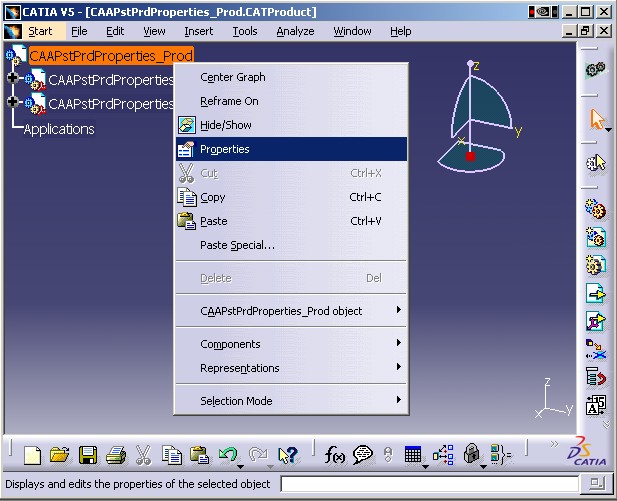 CATIA V5 - [CAAPstPrdProperties_Prod.CATProduct]
Start File Edit View Insert Tools Analyze Window Help
CAAPstPrdProperties_Prod
CAAPstPrdProperties
CAAPstPrdProperties
Applications
Center Graph
Reframe On
Hide/Show
Properties
Cut Ctrl+X
Copy Ctrl+C
Paste Ctrl+V
Paste Special...
Delete Del
CAAPstPrdProperties_Prod object
Components
Representations
Selection Mode
z
y
x
z
x y
f(x)
CATIA
Displays and edits the properties of the selected object